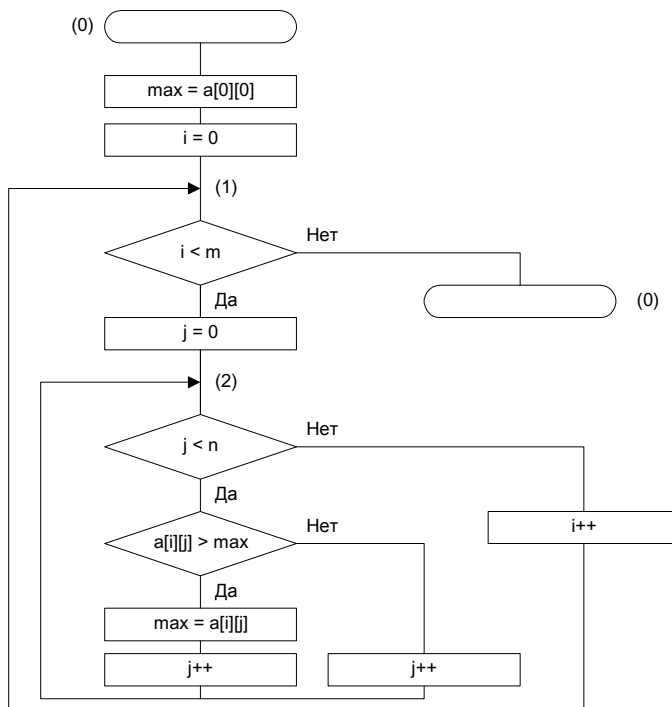 (0)
max = a[0][0]
i = 0
(1)
i < m
Нет
(0)
Да
j = 0
(2)
j < n
Нет
Да
i++
a[i][j] > max
Нет
Да
max = a[i][j]
j++
j++